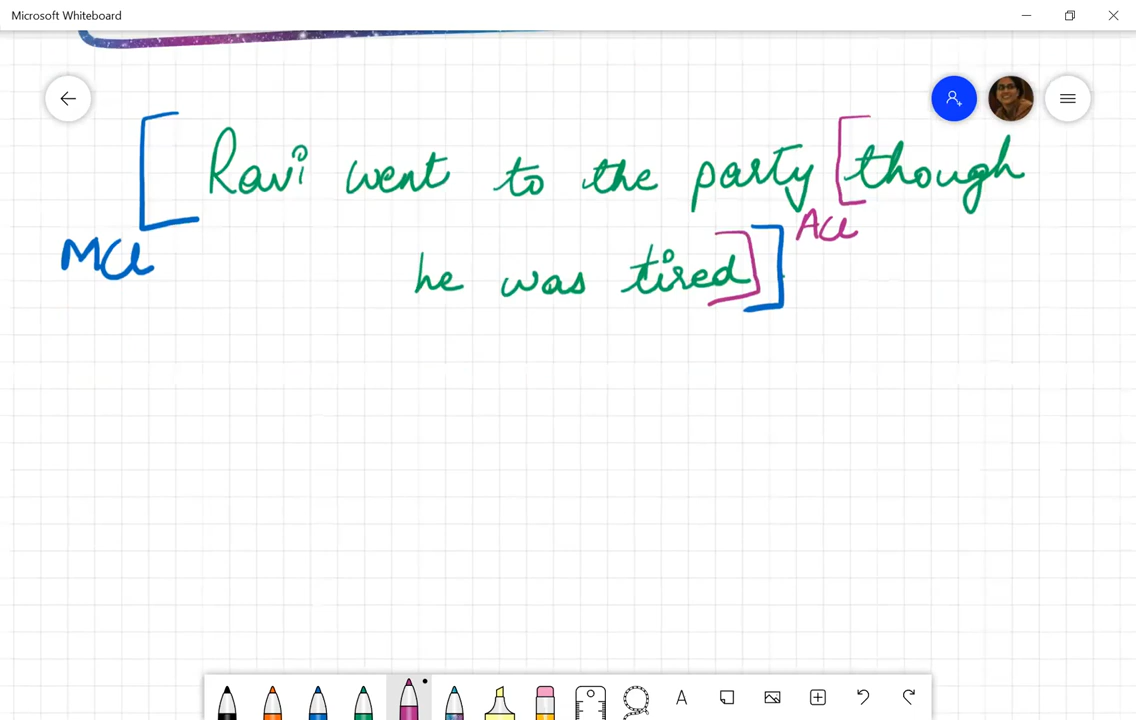 Microsoft Whiteboard
[ Ravi went to the party [though
MCl ACl
he was tired]]
A